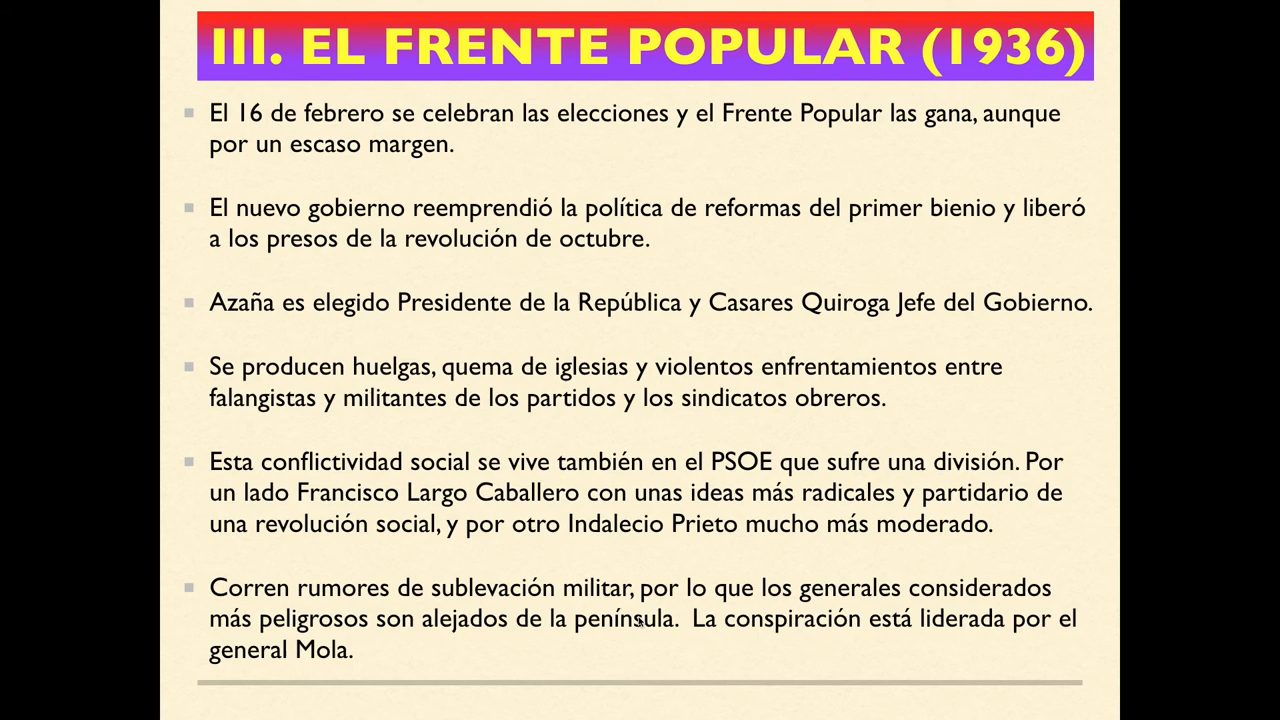 III. EL FRENTE POPULAR (1936)
El 16 de febrero se celebran las elecciones y el Frente Popular las gana, aunque
por un escaso margen.
El nuevo gobierno reemprendió la política de reformas del primer bienio y liberó
a los presos de la revolución de octubre.
Azaña es elegido Presidente de la República y Casares Quiroga Jefe del Gobierno.
Se producen huelgas, quema de iglesias y violentos enfrentamientos entre
falangistas y militantes de los partidos y los sindicatos obreros.
Esta conflictividad social se vive también en el PSOE que sufre una división. Por
un lado Francisco Largo Caballero con unas ideas más radicales y partidario de
una revolución social, y por otro Indalecio Prieto mucho más moderado.
Corren rumores de sublevación militar, por lo que los generales considerados
más peligrosos son alejados de la península.  La conspiración está liderada por el
general Mola.